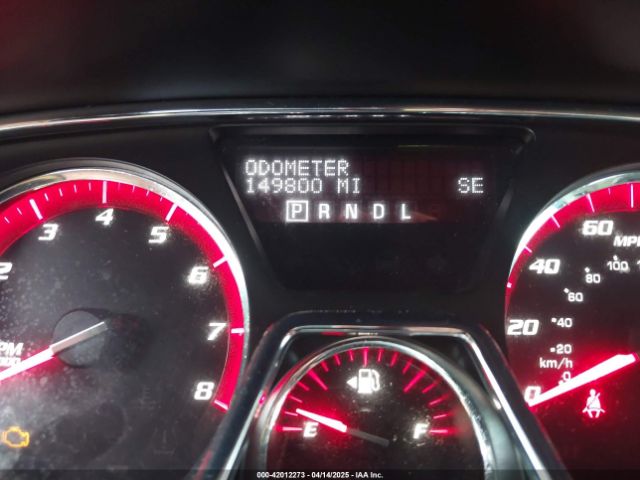 ODOMETER
149800 MI SE
P R N D L
2 3 4 5 6 7 8
20 40 60 MPH
20 40 60 80 100
km/h
0 0
E F
000-42012273 - 04/14/2025 - IAA Inc.